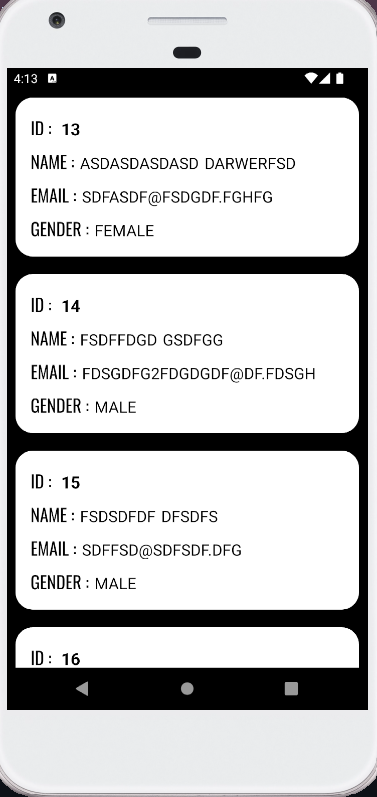 4:13
ID : 13
NAME : ASDASDASDASD DARWERFSD
EMAIL : SDFASDF@FSDGDF.FGHFG
GENDER : FEMALE
ID : 14
NAME : FSDFFDGD GSDFGG
EMAIL : FDSGDFG2FDGDGDF@DF.FDSGH
GENDER : MALE
ID : 15
NAME : FSDSDFDF DFSDFS
EMAIL : SDFFSD@SDFSDF.DFG
GENDER : MALE
ID : 16